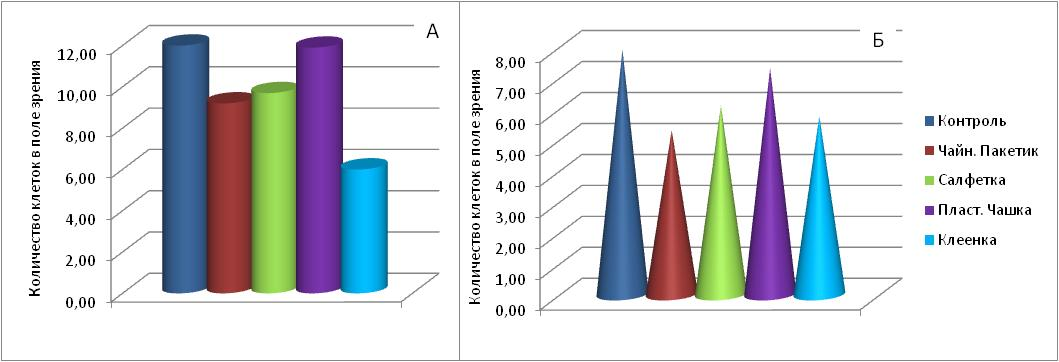 А
Количество клеток в поле зрения
12,00
10,00
8,00
6,00
4,00
2,00
0,00
Б
Количество клеток в поле зрения
8,00
7,00
6,00
5,00
4,00
3,00
2,00
1,00
0,00
Контроль
Чайн. Пакетик
Салфетка
Пласт. Чашка
Клеенка